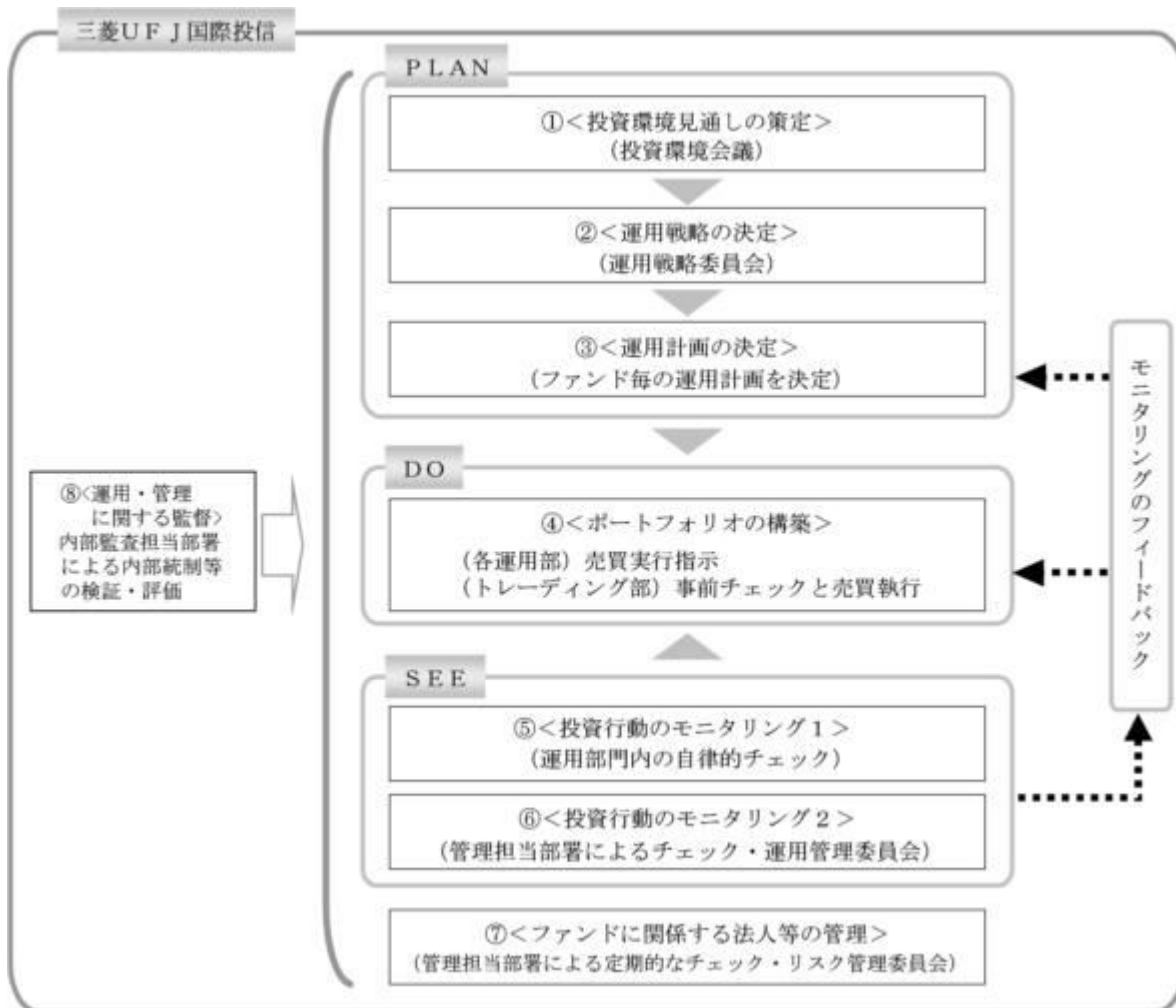 三菱UFJ国際投信
PLAN
①<投資環境見通しの策定>
(投資環境会議)
②<運用戦略の決定>
(運用戦略委員会)
③<運用計画の決定>
(ファンド毎の運用計画を決定)
DO
④<ポートフォリオの構築>
(各運用部)売買実行指示
(トレーディング部)事前チェックと売買執行
SEE
⑤<投資行動のモニタリング1>
(運用部門内の自律的チェック)
⑥<投資行動のモニタリング2>
(管理担当部署によるチェック・運用管理委員会)
⑦<ファンドに関係する法人等の管理>
(管理担当部署による定期的なチェック・リスク管理委員会)
⑧<運用・管理
に関する監督>
内部監査担当部署
による内部統制等
の検証・評価
モニタリングのフィードバック